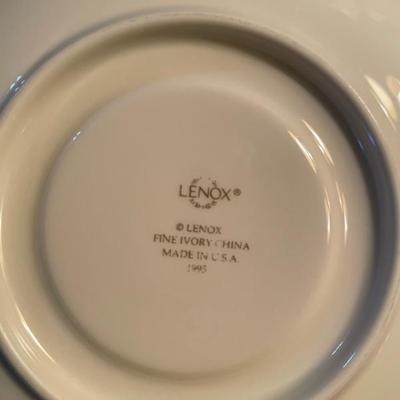 LENOX®
© LENOX
FINE IVORY CHINA
MADE IN U.S.A.
1995